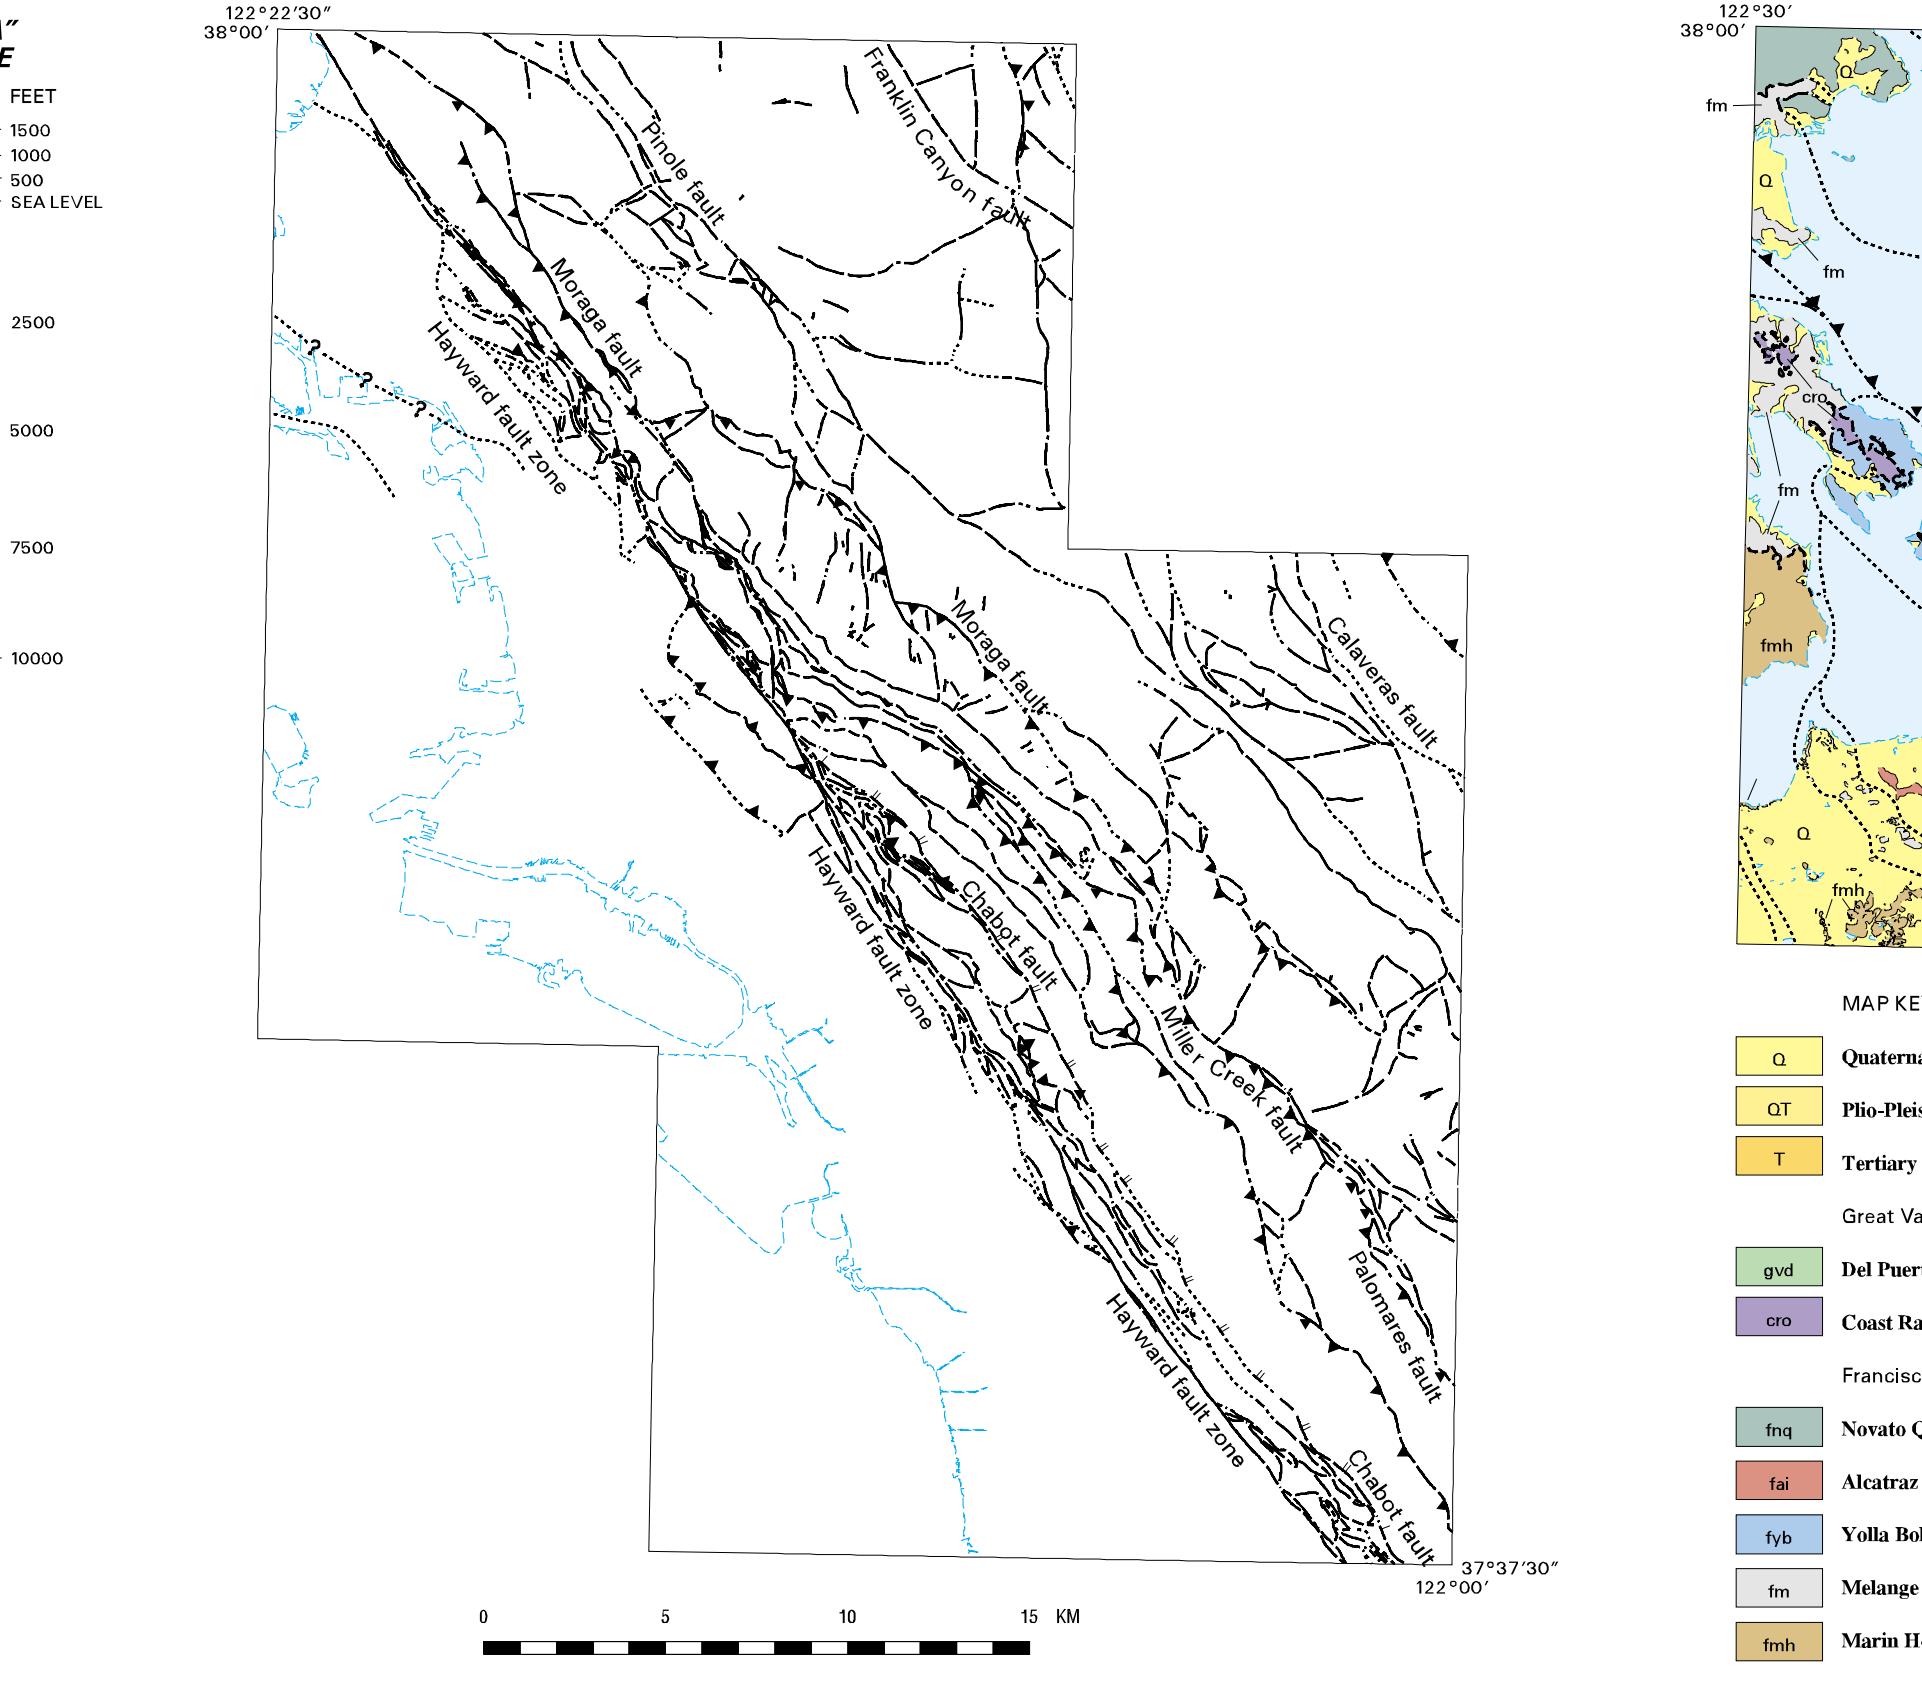 E
FEET
1500
1000
500
SEA LEVEL
2500
5000
7500
10000
122°22′30″
38°00′
Franklin Canyon fault
Pinole fault
Moraga fault
Hayward fault zone
?
?
?
Moraga fault
Calaveras fault
Hayward fault zone
Chabot fault
Miller Creek fault
Palomares fault
Hayward fault zone
Chabot fault
37°37′30″
122°00′
0 5 10 15 KM
122°30′
38°00′
Q
fm
Q
fm
cro
fm
fmh
Q
fmh
MAP KE
Q Quaterna
QT Plio-Pleis
T Tertiary
Great Va
gvd Del Puert
cro Coast Ra
Francisc
fnq Novato Q
fai Alcatraz
fyb Yolla Bol
fm Melange
fmh Marin H